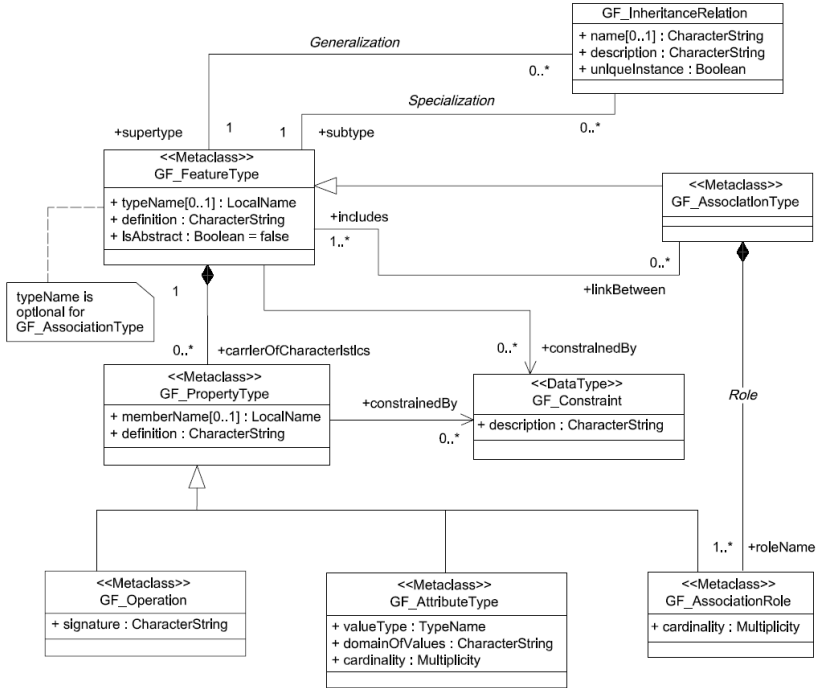 GF_InheritanceRelation
+ name[0..1] : CharacterString
+ description : CharacterString
+ uniqueInstance : Boolean
Generalization
0..*
Specialization
0..*
+supertype
1
1
+subtype
<<Metaclass>>
GF_FeatureType
+ typeName[0..1] : LocalName
+ definition : CharacterString
+ IsAbstract : Boolean = false
<<Metaclass>>
GF_AssociationType
+includes
1..*
0..*
+linkBetween
typeName is
optional for
GF_AssociationType
1
0..*
+carrierOfCharacteristics
0..*
+constrainedBy
<<Metaclass>>
GF_PropertyType
+ memberName[0..1] : LocalName
+ definition : CharacterString
+constrainedBy
0..*
<<DataType>>
GF_Constraint
+ description : CharacterString
Role
1..*
+roleName
<<Metaclass>>
GF_Operation
+ signature : CharacterString
<<Metaclass>>
GF_AttributeType
+ valueType : TypeName
+ domainOfValues : CharacterString
+ cardinality : Multiplicity
<<Metaclass>>
GF_AssociationRole
+ cardinality : Multiplicity